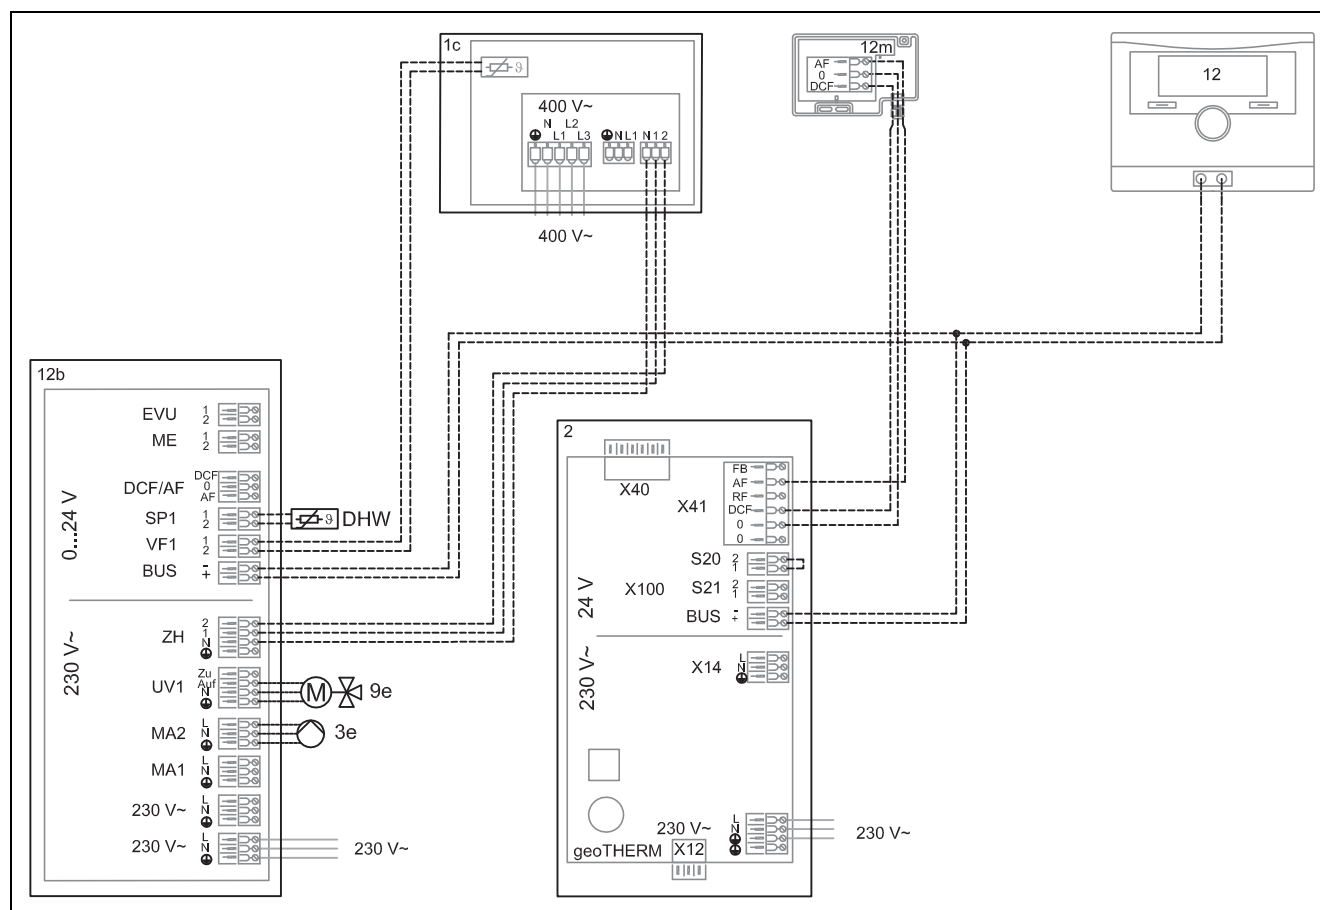 1c
ϑ
400 V~
N L2
L1 L3
N L1
N 1 2
400 V~
12m
AF
0
DCF
12
12b
0...24 V
EVU 1
2
ME 1
2
DCF/AF DCF
0
AF
SP1 1
2
ϑ DHW
VF1 1
2
BUS -
+
230 V~
ZH 2
1
N
UV1 Zu
Auf
N
M 9e
MA2 L
N
3e
MA1 L
N
230 V~ L
N
230 V~ L
N
230 V~
2
X40
X41
FB
AF
RF
DCF
0
0
24 V
X100
S20 2
1
S21 2
1
BUS -
+
230 V~
X14 L
N
230 V~
L
N
230 V~
geoTHERM X12